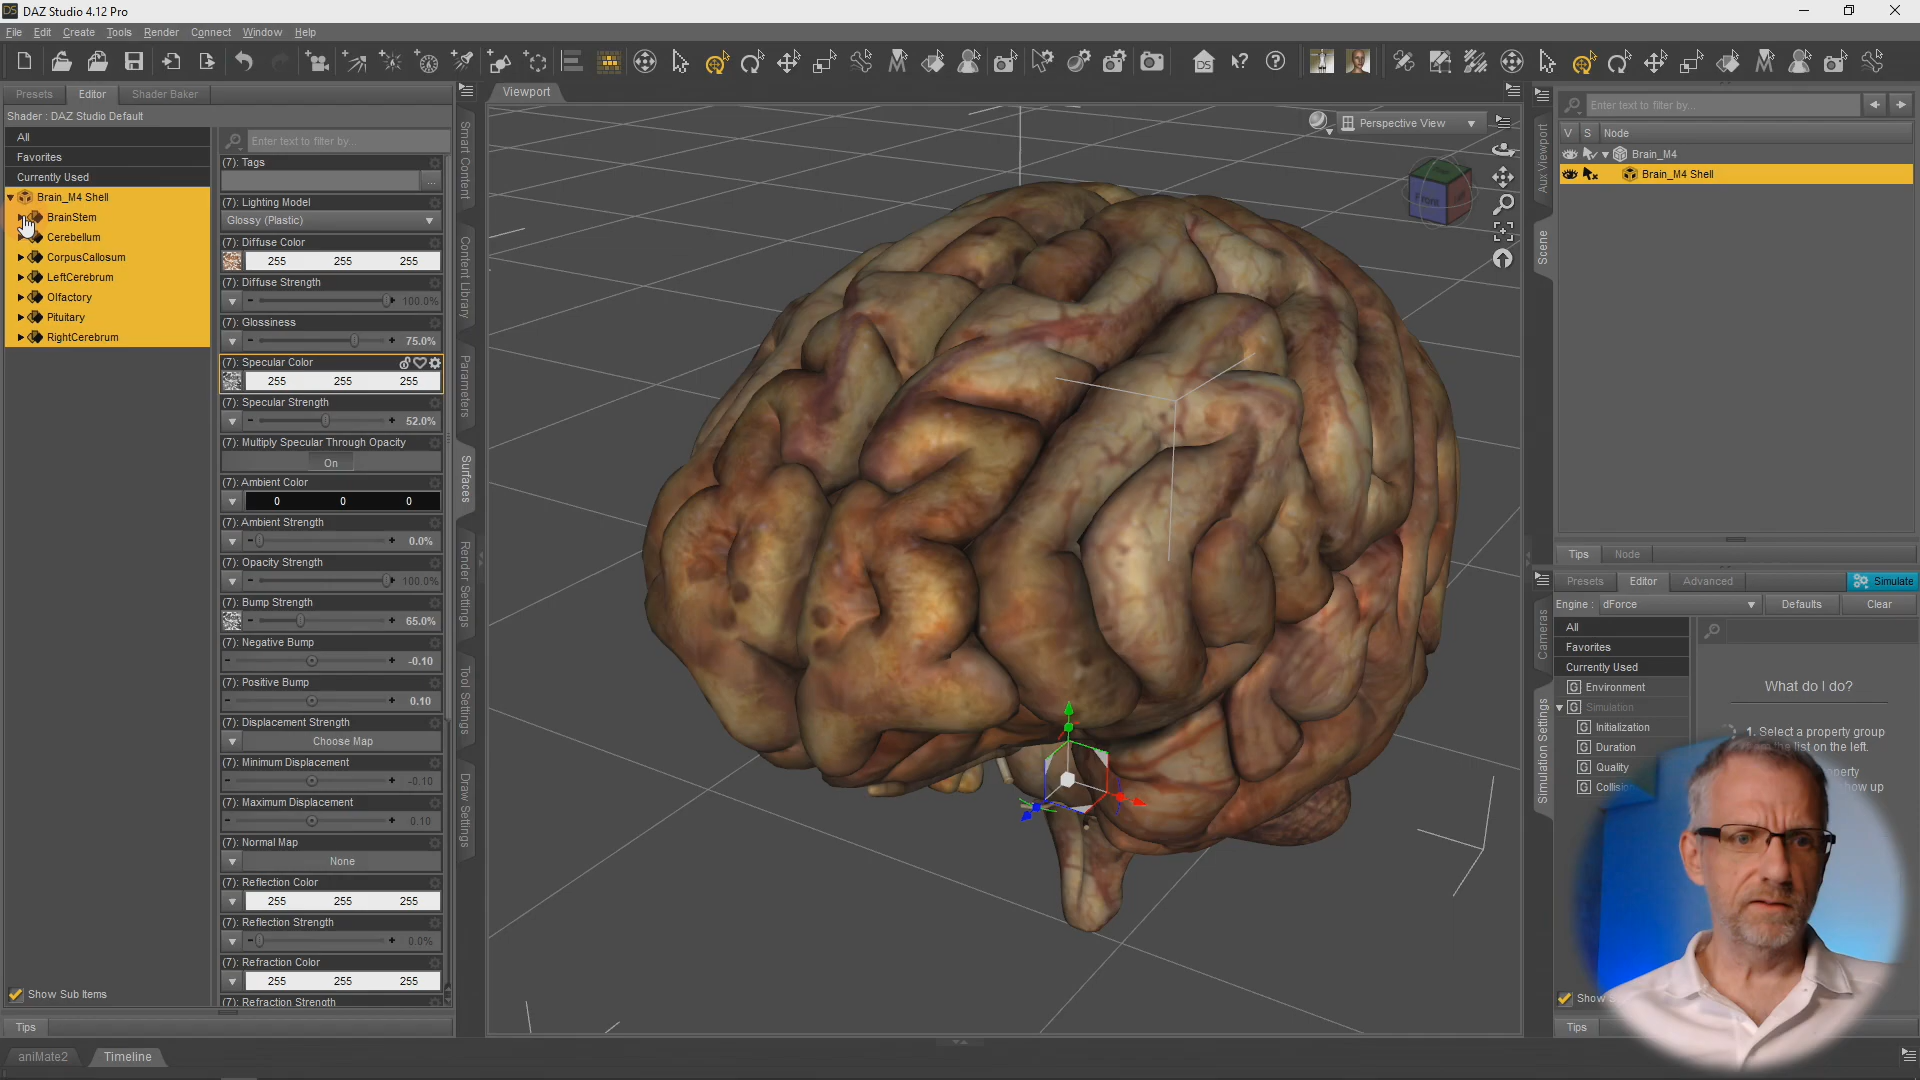 DAZ Studio 4.12 Pro
File Edit Create Tools Render Connect Window Help
Presets Editor Shader Baker
Shader : DAZ Studio Default
All
Favorites
Currently Used
Brain_M4 Shell
BrainStem
Cerebellum
CorpusCallosum
LeftCerebrum
Olfactory
Pituitary
RightCerebrum
Show Sub Items
Tips
Enter text to filter by...
(7): Tags
...
(7): Lighting Model
Glossy (Plastic)
(7): Diffuse Color
255 255 255
(7): Diffuse Strength
100.0%
(7): Glossiness
75.0%
(7): Specular Color
255 255 255
(7): Specular Strength
52.0%
(7): Multiply Specular Through Opacity
On
(7): Ambient Color
0 0 0
(7): Ambient Strength
0.0%
(7): Opacity Strength
100.0%
(7): Bump Strength
65.0%
(7): Negative Bump
-0.10
(7): Positive Bump
0.10
(7): Displacement Strength
Choose Map
(7): Minimum Displacement
-0.10
(7): Maximum Displacement
0.10
(7): Normal Map
None
(7): Reflection Color
255 255 255
(7): Reflection Strength
0.0%
(7): Refraction Color
255 255 255
(7): Refraction Strength
Smart Content
Content Library
Parameters
Surfaces
Render Settings
Tool Settings
Draw Settings
Viewport
Perspective View
FRONT
Aux Viewport
Scene
Enter text to filter by...
V S Node
Brain_M4
Brain_M4 Shell
Tips Node
Presets Editor Advanced Simulate
Engine : dForce Defaults Clear
Cameras
Simulation Settings
All
Favorites
Currently Used
Environment
Simulation
Initialization
Duration
Quality
Collisio
What do I do?
1. Select a property group
the list on the left.
Show
Tips
aniMate2 Timeline